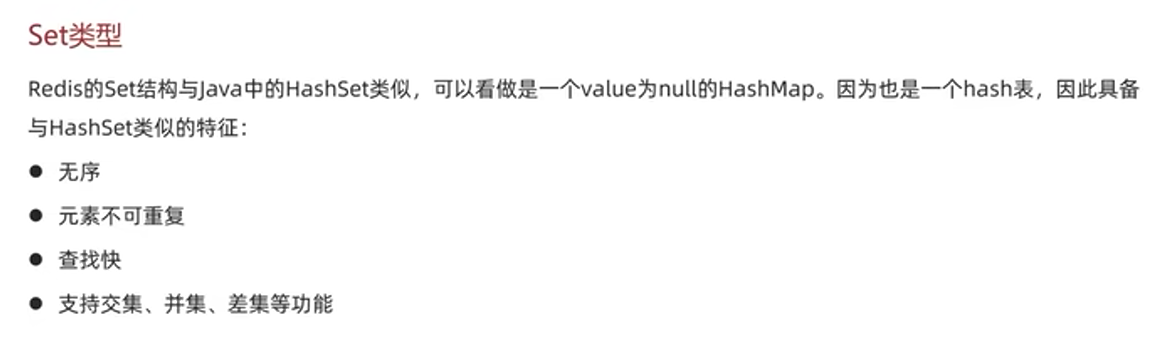 Set类型
Redis的Set结构与Java中的HashSet类似，可以看做是一个value为null的HashMap。因为也是一个hash表，因此具备
与HashSet类似的特征：
● 无序
● 元素不可重复
● 查找快
● 支持交集、并集、差集等功能